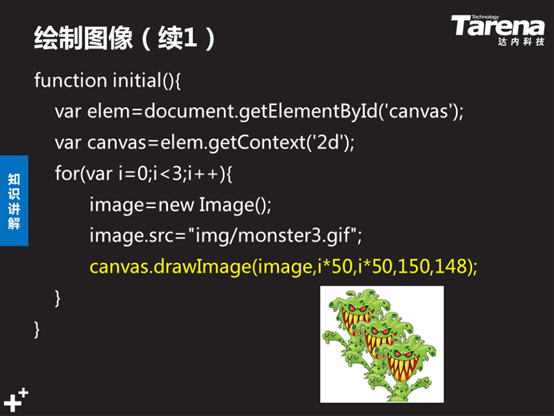 绘制图像（续1）
Technology
Tarena
达内科技
function initial(){
var elem=document.getElementById('canvas');
var canvas=elem.getContext('2d');
for(var i=0;i<3;i++){
image=new Image();
image.src="img/monster3.gif";
canvas.drawImage(image,i*50,i*50,150,148);
}
}
知识讲解